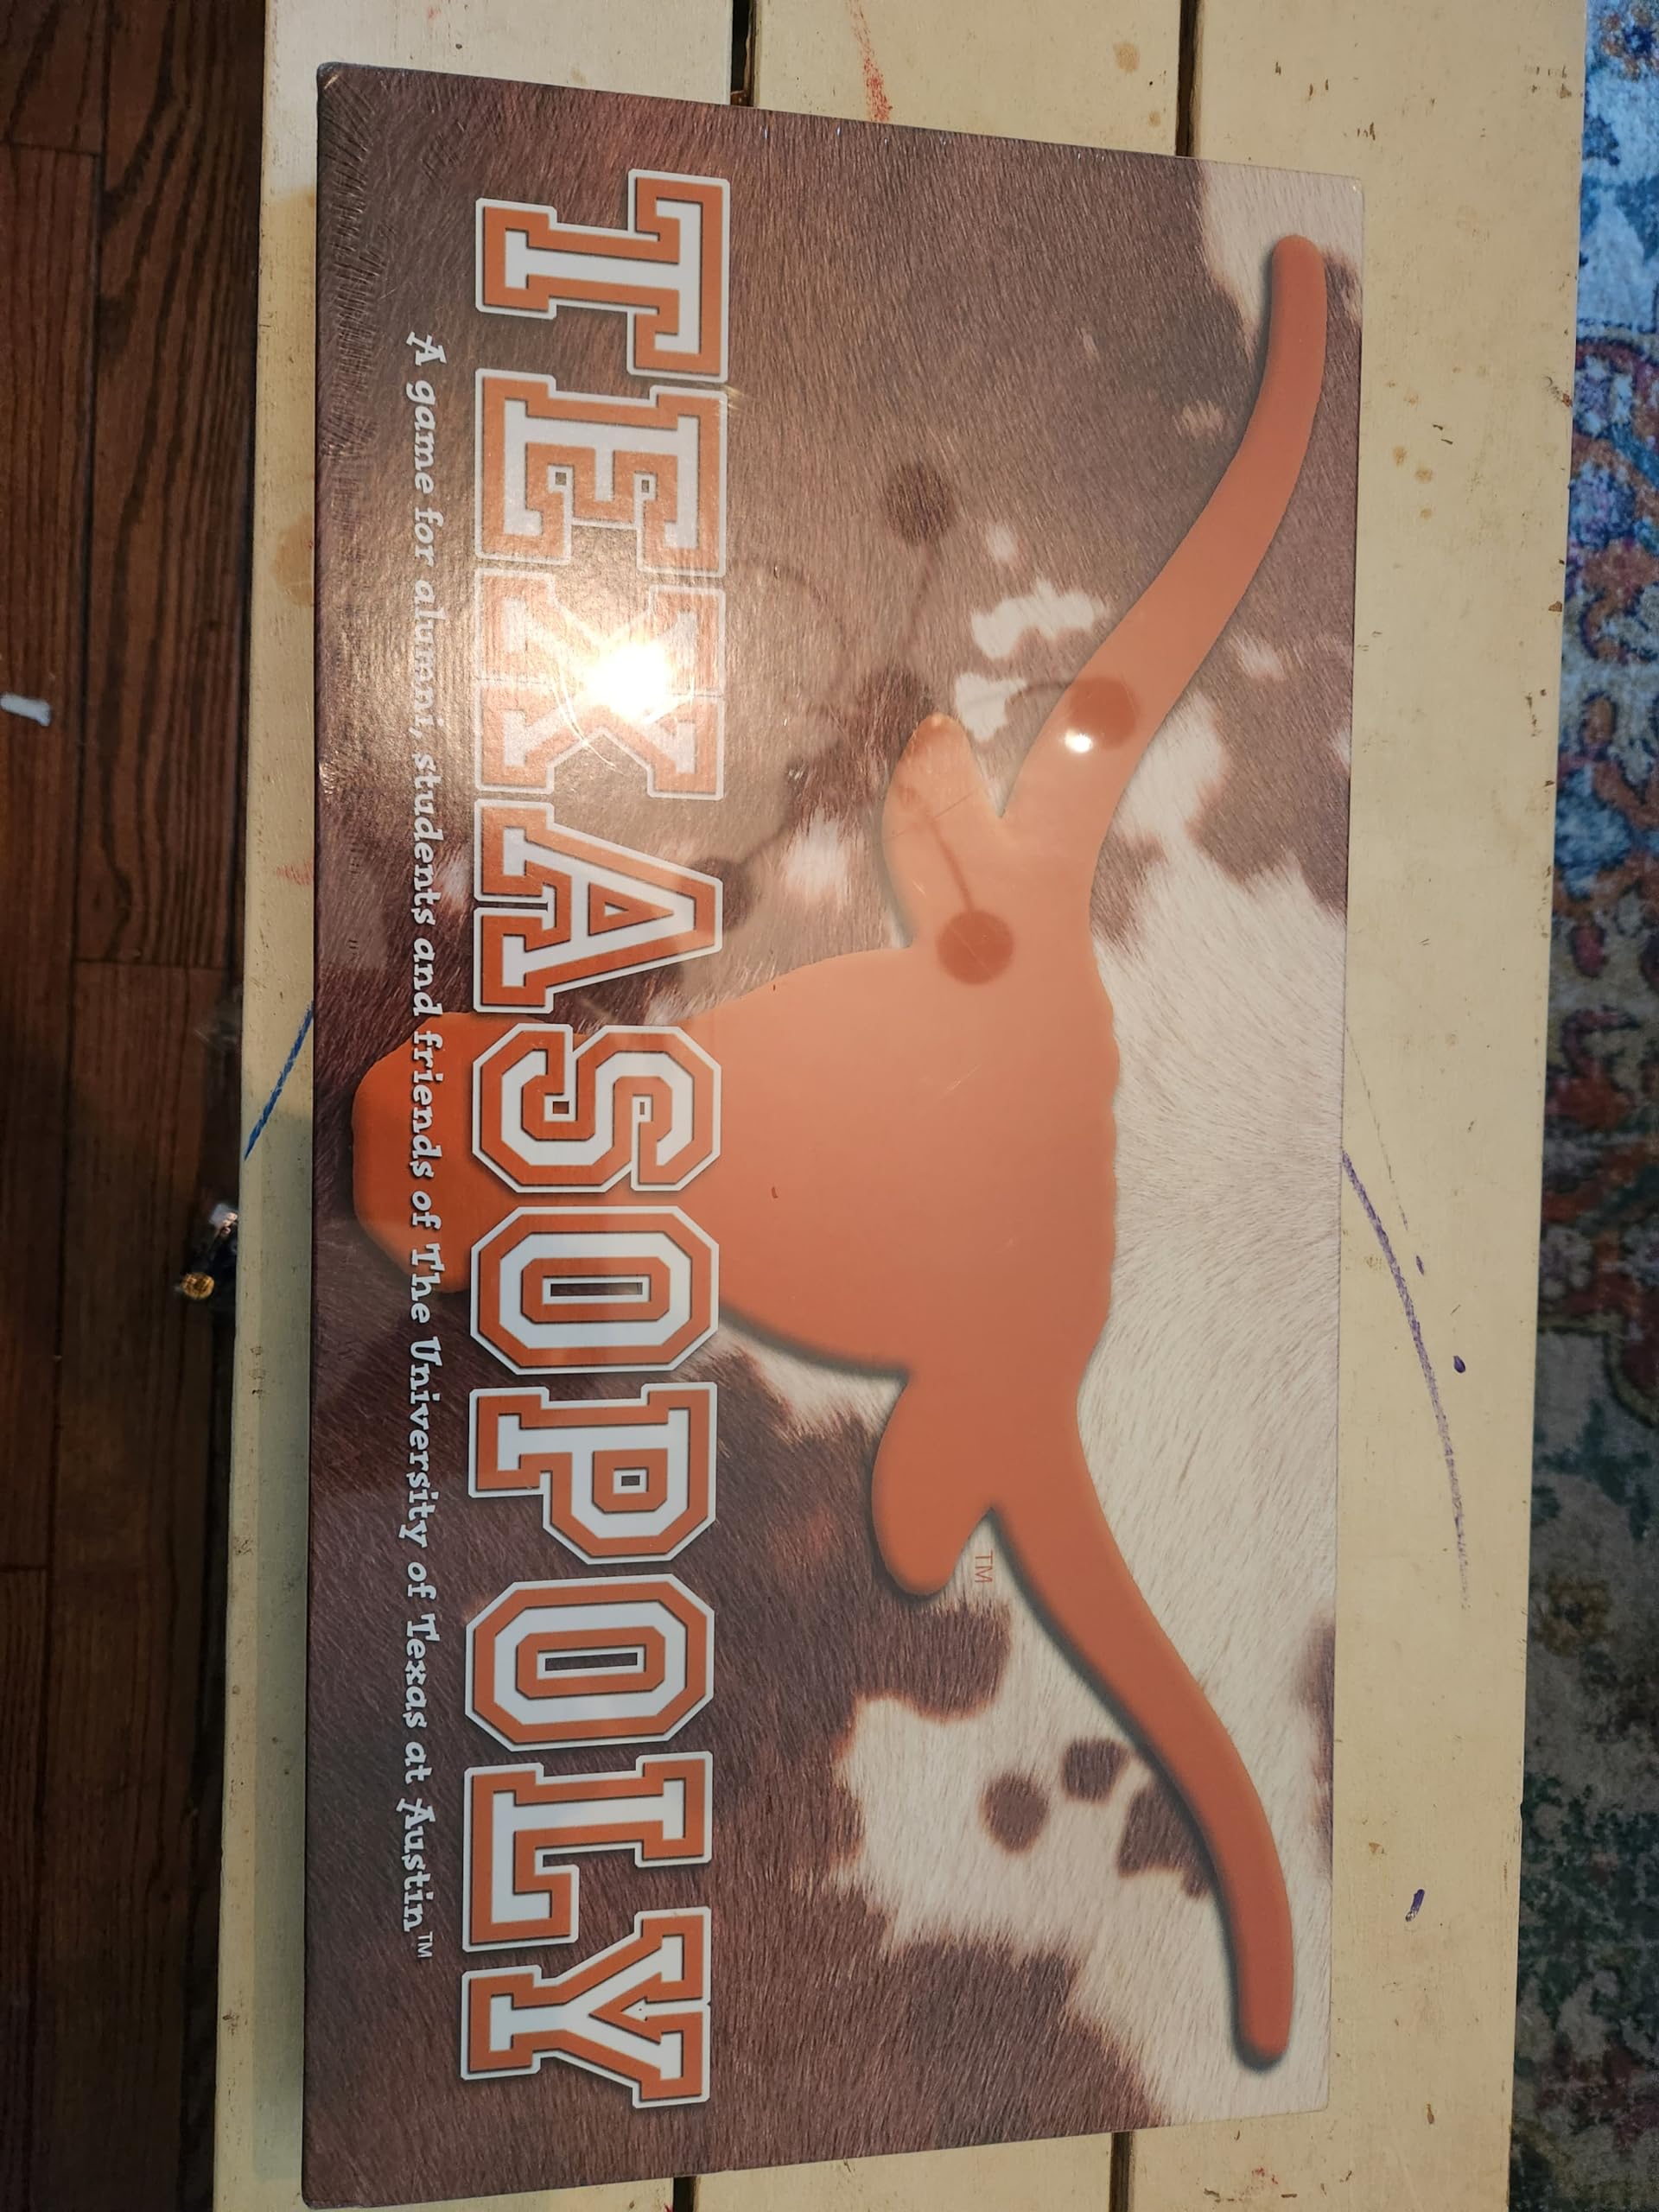 TM
TEXASOPOLY
A game for alumni, students and friends of The University of Texas at Austin™